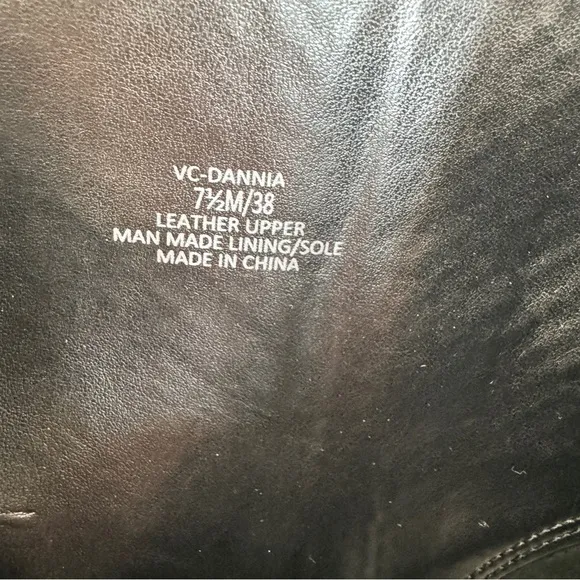 VC-DANNIA
7½M/38
LEATHER UPPER
MAN MADE LINING/SOLE
MADE IN CHINA